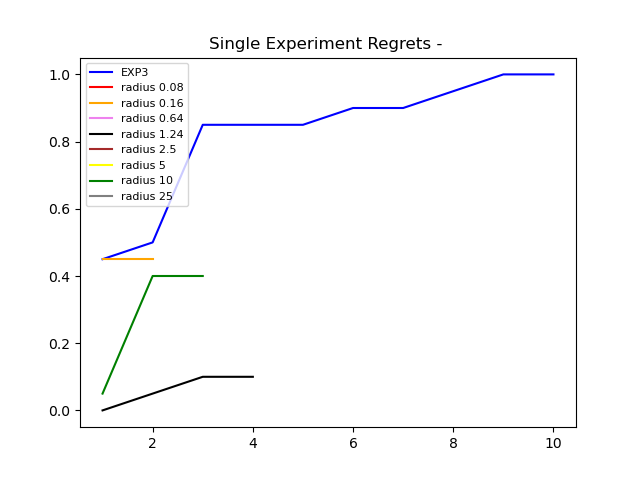 Single Experiment Regrets -
EXP3
radius 0.08
radius 0.16
radius 0.64
radius 1.24
radius 2.5
radius 5
radius 10
radius 25
1.0
0.8
0.6
0.4
0.2
0.0
2 4 6 8 10